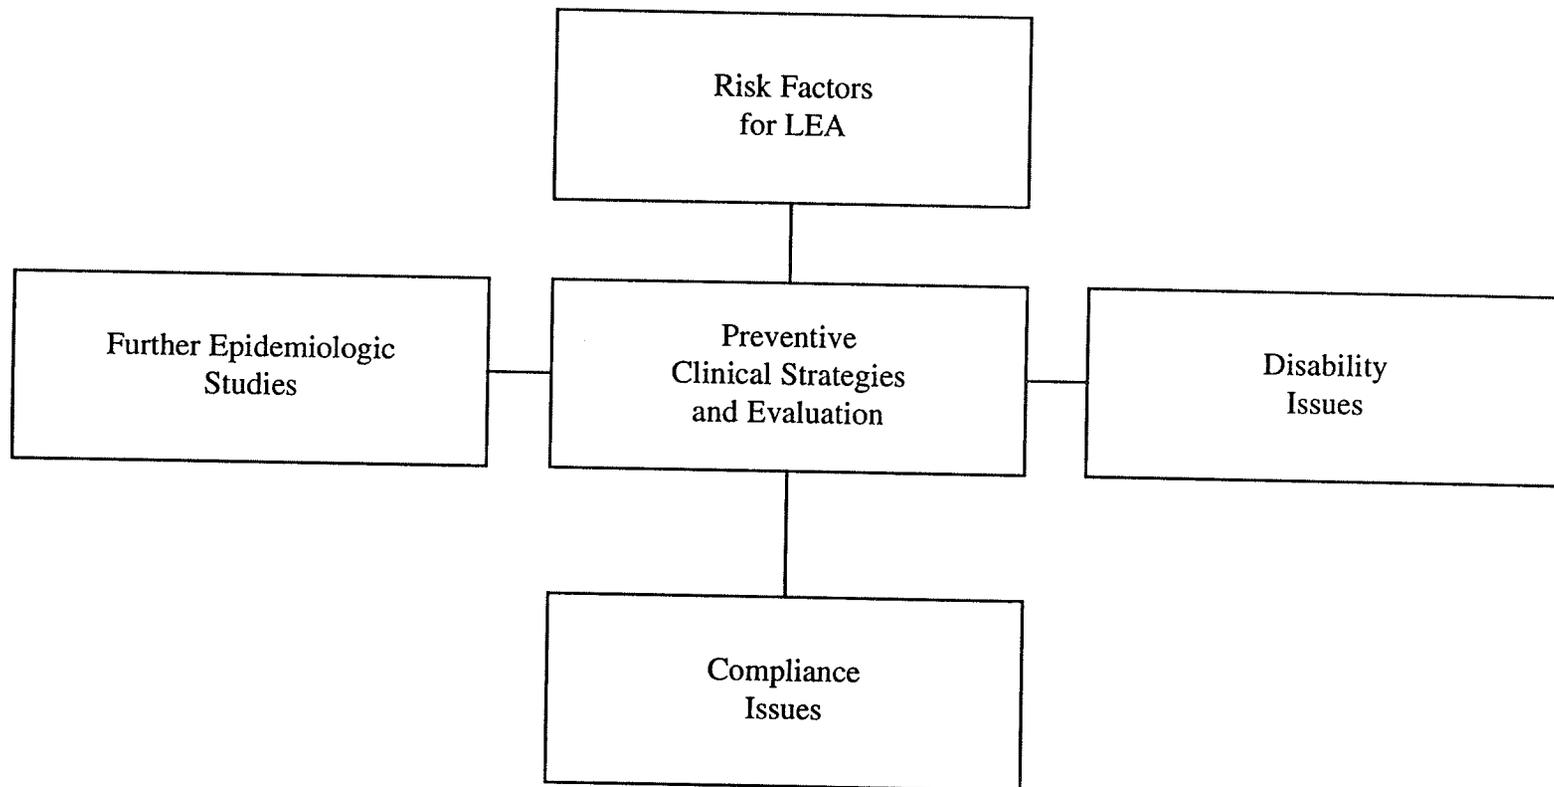 Risk Factors
for LEA
Further Epidemiologic
Studies
Preventive
Clinical Strategies
and Evaluation
Disability
Issues
Compliance
Issues